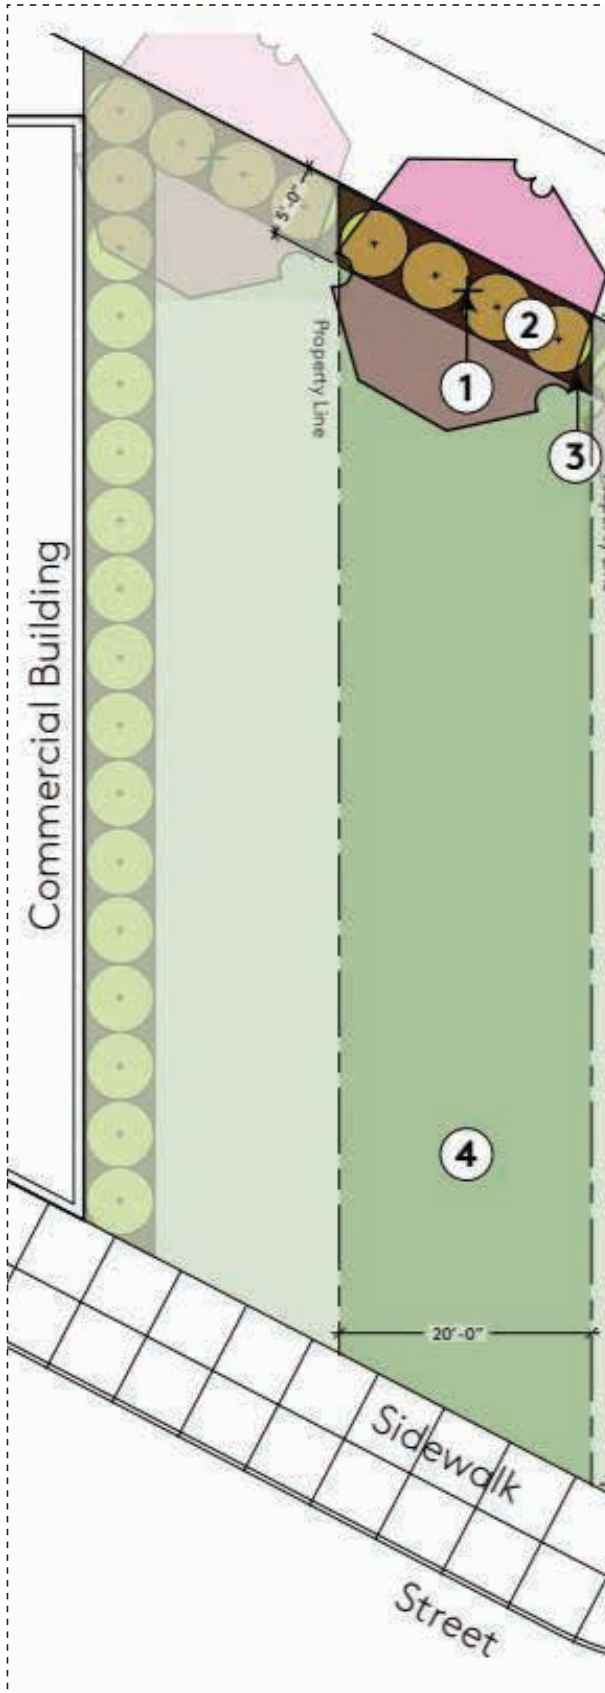 5'-0"
Property Line
2
1
3
Commercial Building
4
20'-0"
Sidewalk
Street